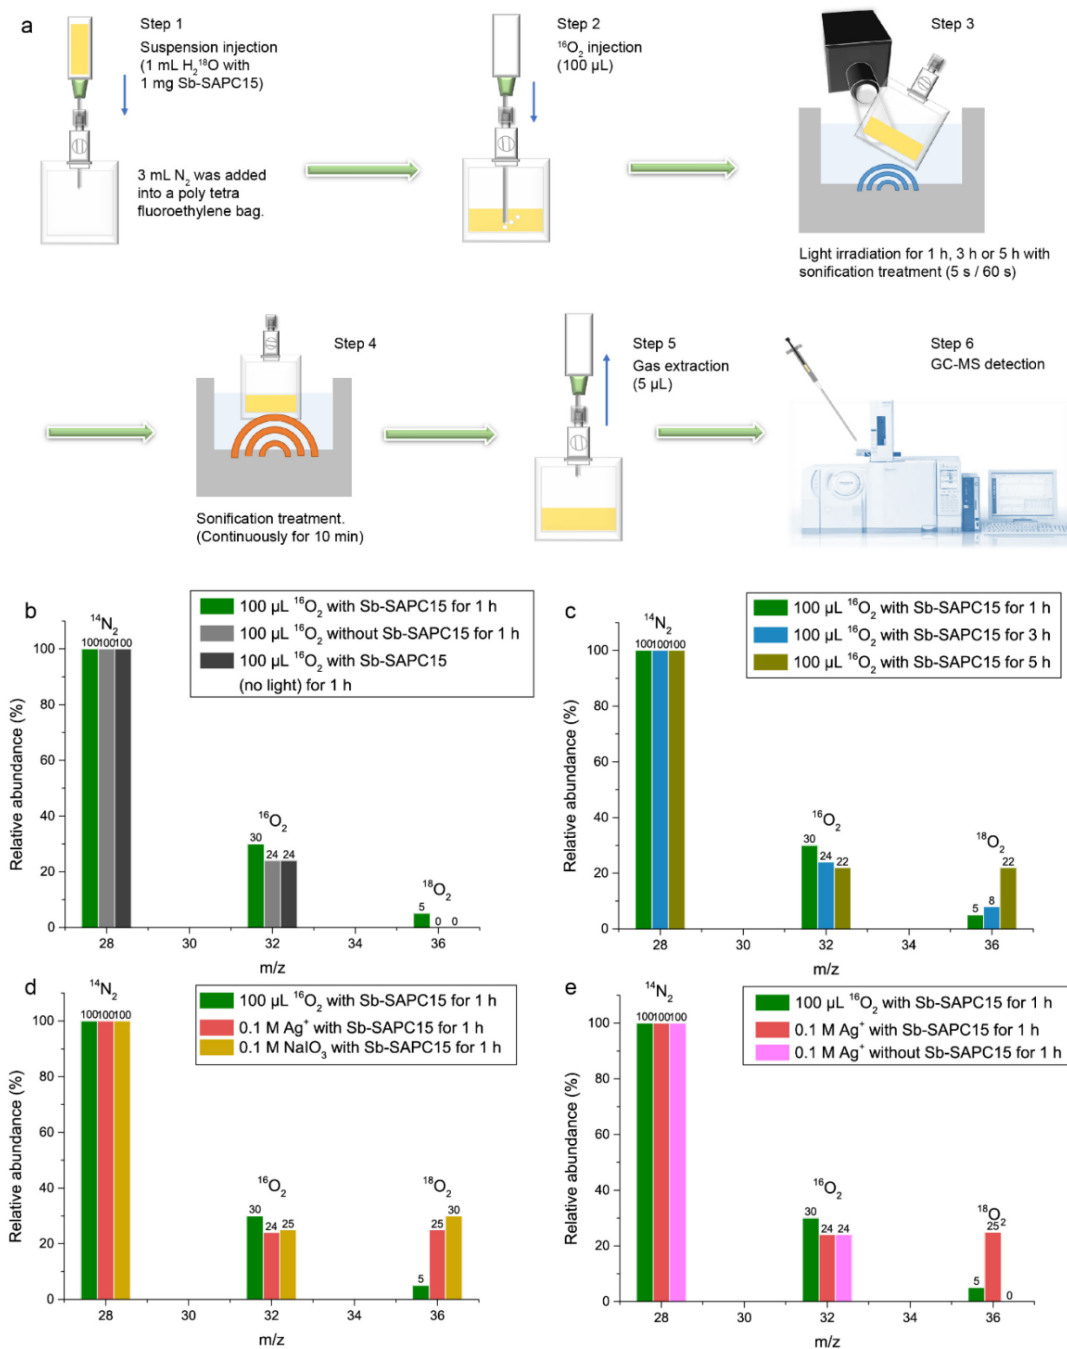 a
Step 1
Suspension injection
(1 mL H₂¹⁸O with
1 mg Sb-SAPC15)
3 mL N₂ was added
into a poly tetra
fluoroethylene bag.
Step 2
¹⁶O₂ injection
(100 µL)
Step 3
Light irradiation for 1 h, 3 h or 5 h with
sonification treatment (5 s / 60 s)
Step 4
Sonification treatment.
(Continuously for 10 min)
Step 5
Gas extraction
(5 µL)
Step 6
GC-MS detection
b
100 µL ¹⁶O₂ with Sb-SAPC15 for 1 h
100 µL ¹⁶O₂ without Sb-SAPC15 for 1 h
100 µL ¹⁶O₂ with Sb-SAPC15
(no light) for 1 h
¹⁴N₂
100 100 100
¹⁶O₂
30 24 24
¹⁸O₂
5 0 0
Relative abundance (%)
100
80
60
40
20
0
28 30 32 34 36
m/z
c
100 µL ¹⁶O₂ with Sb-SAPC15 for 1 h
100 µL ¹⁶O₂ with Sb-SAPC15 for 3 h
100 µL ¹⁶O₂ with Sb-SAPC15 for 5 h
¹⁴N₂
100 100 100
¹⁶O₂
30 24 22
¹⁸O₂
5 8 22
Relative abundance (%)
100
80
60
40
20
0
28 30 32 34 36
m/z
d
100 µL ¹⁶O₂ with Sb-SAPC15 for 1 h
0.1 M Ag⁺ with Sb-SAPC15 for 1 h
0.1 M NaIO₃ with Sb-SAPC15 for 1 h
¹⁴N₂
100 100 100
¹⁶O₂
30 24 25
¹⁸O₂
5 25 30
Relative abundance (%)
100
80
60
40
20
0
28 30 32 34 36
m/z
e
100 µL ¹⁶O₂ with Sb-SAPC15 for 1 h
0.1 M Ag⁺ with Sb-SAPC15 for 1 h
0.1 M Ag⁺ without Sb-SAPC15 for 1 h
¹⁴N₂
100 100 100
¹⁶O₂
30 24 24
¹⁸O₂
5 25 0
Relative abundance (%)
100
80
60
40
20
0
28 30 32 34 36
m/z